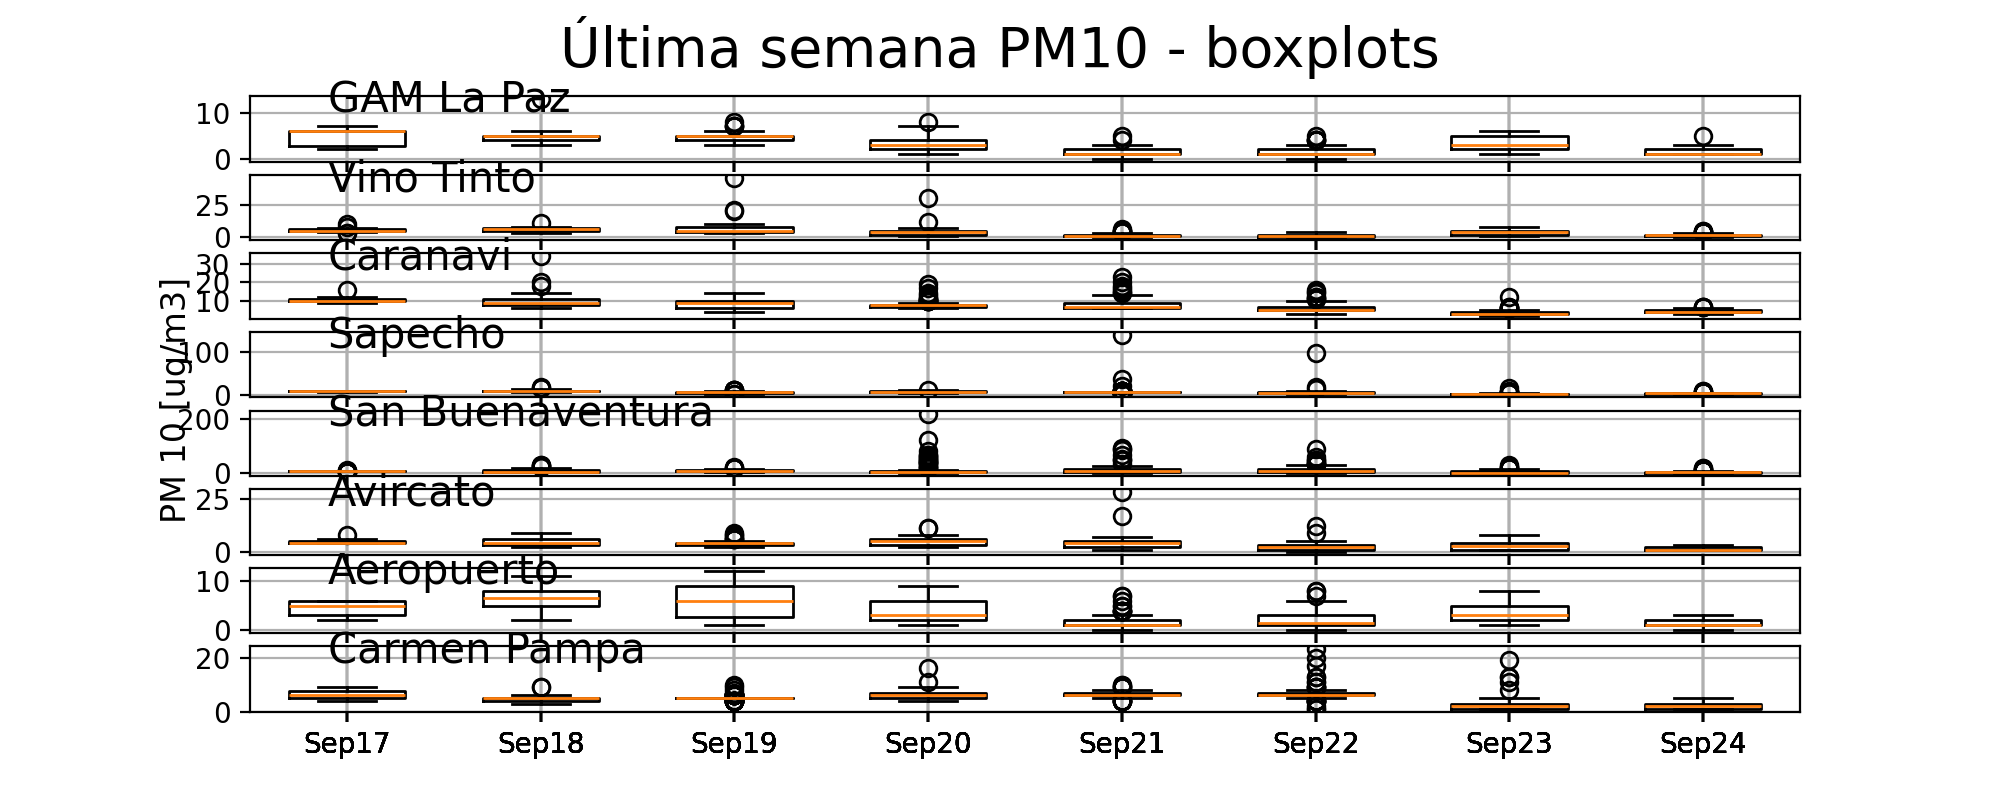 Última semana PM10 - boxplots
PM 10 [ug/m3]
GAM La Paz
10
0
Vino Tinto
25
0
Caranavi
30
20
10
Sapecho
100
0
San Buenaventura
200
0
Avircato
25
0
Aeropuerto
10
0
Carmen Pampa
20
0
Sep17 Sep18 Sep19 Sep20 Sep21 Sep22 Sep23 Sep24